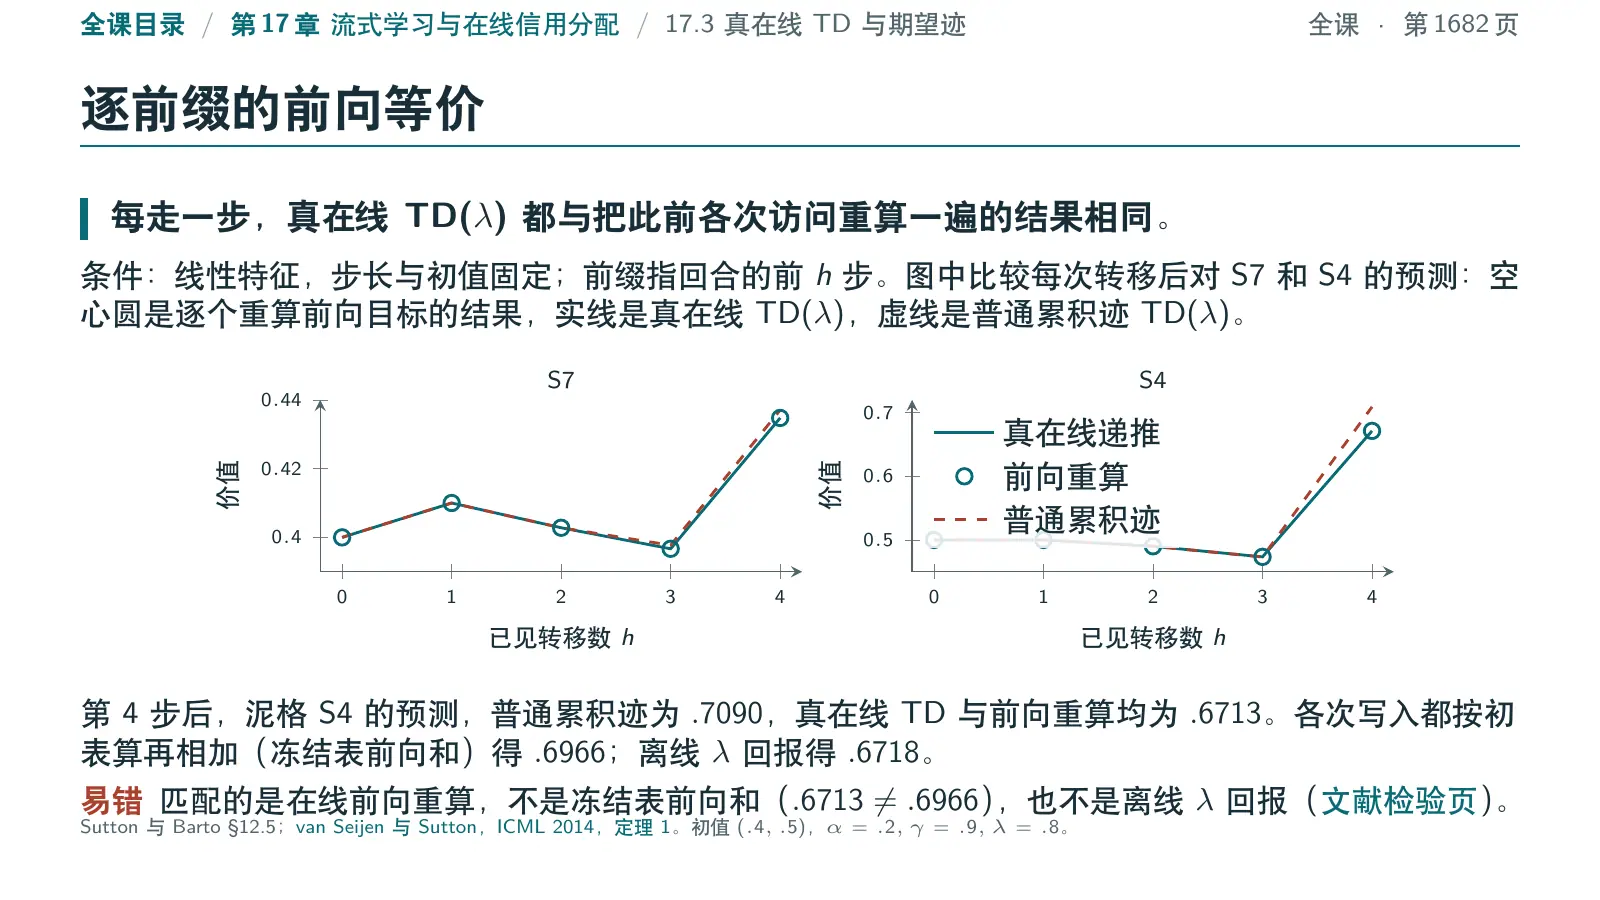 全课目录 / 第17章 流式学习与在线信用分配 / 17.3 真在线 TD 与期望迹
全课 · 第1682页
逐前缀的前向等价
每走一步，真在线 TD(λ) 都与把此前各次访问重算一遍的结果相同。
条件：线性特征，步长与初值固定；前缀指回合的前 h 步。图中比较每次转移后对 S7 和 S4 的预测：空
心圆是逐个重算前向目标的结果，实线是真在线 TD(λ)，虚线是普通累积迹 TD(λ)。
S7
0.44
0.42
0.4
价值
0 1 2 3 4
已见转移数 h
S4
0.7
0.6
0.5
价值
真在线递推
前向重算
普通累积迹
0 1 2 3 4
已见转移数 h
第 4 步后，泥格 S4 的预测，普通累积迹为 .7090，真在线 TD 与前向重算均为 .6713。各次写入都按初
表算再相加（冻结表前向和）得 .6966；离线 λ 回报得 .6718。
易错 匹配的是在线前向重算，不是冻结表前向和（.6713 ≠ .6966），也不是离线 λ 回报（文献检验页）。
Sutton 与 Barto §12.5；van Seijen 与 Sutton，ICML 2014，定理 1。初值 (.4, .5)，α = .2, γ = .9, λ = .8。